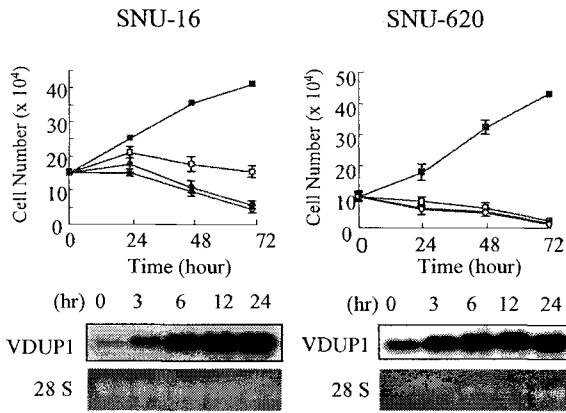 SNU-16
SNU-620
Cell Number (x 10⁴)
40
30
20
10
0
0 24 48 72
Time (hour)
Cell Number (x 10⁴)
50
40
30
20
10
0
0 24 48 72
Time (hour)
(hr) 0 3 6 12 24
VDUP1
28 S
(hr) 0 3 6 12 24
VDUP1
28 S